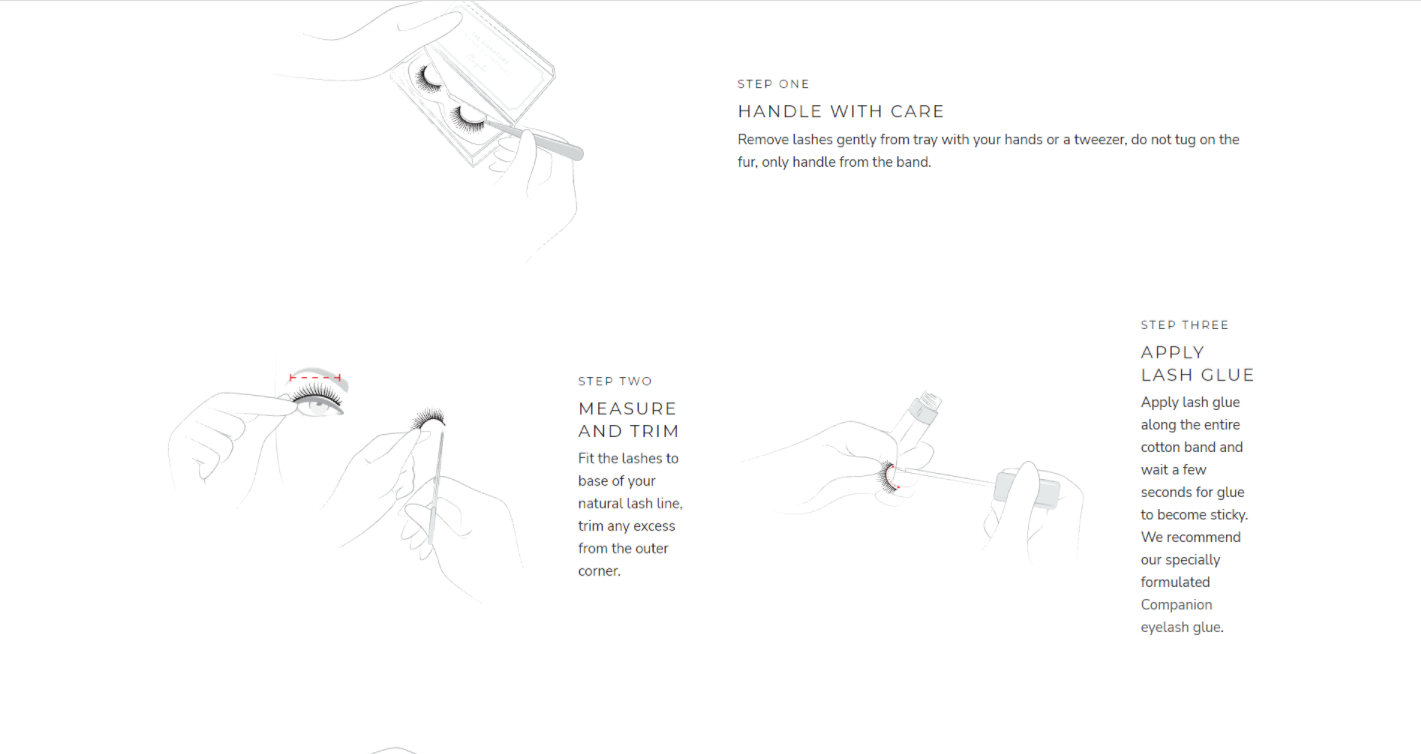 STEP ONE
HANDLE WITH CARE
Remove lashes gently from tray with your hands or a tweezer, do not tug on the
fur, only handle from the band.
STEP TWO
MEASURE
AND TRIM
Fit the lashes to
base of your
natural lash line,
trim any excess
from the outer
corner.
STEP THREE
APPLY
LASH GLUE
Apply lash glue
along the entire
cotton band and
wait a few
seconds for glue
to become sticky.
We recommend
our specially
formulated
Companion
eyelash glue.